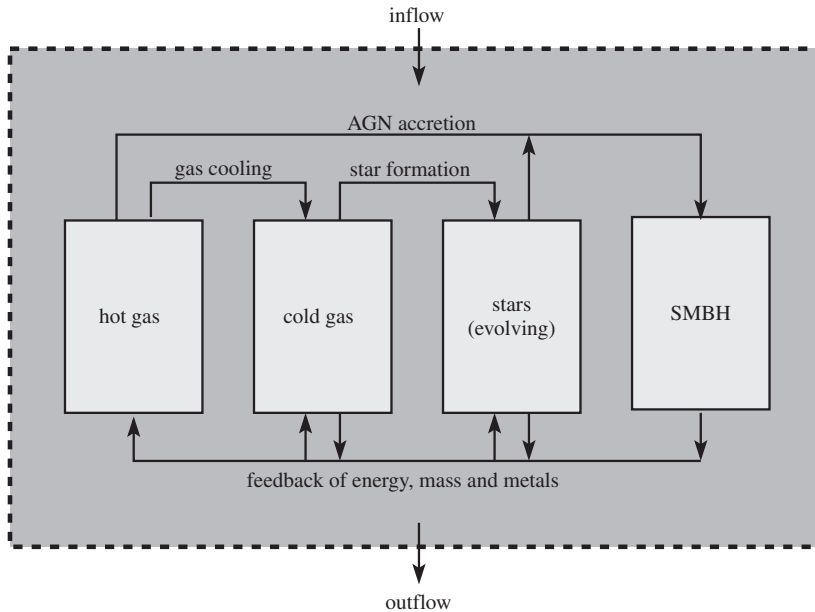 inflow
AGN accretion
gas cooling
star formation
hot gas
cold gas
stars
(evolving)
SMBH
feedback of energy, mass and metals
outflow